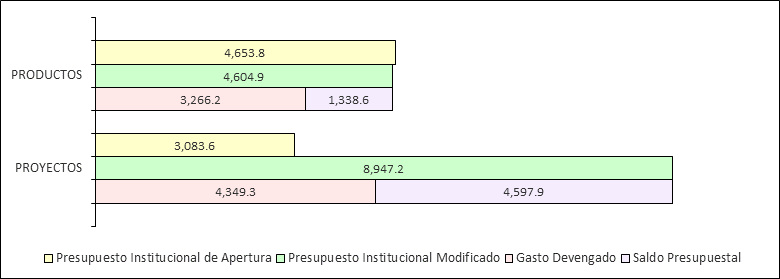 4,653.8
PRODUCTOS
4,604.9
3,266.2 1,338.6
3,083.6
PROYECTOS
8,947.2
4,349.3 4,597.9
Presupuesto Institucional de Apertura Presupuesto Institucional Modificado Gasto Devengado Saldo Presupuestal